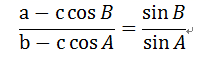 (a − c cos B)/(b − c cos A) = sin B/sin A↵